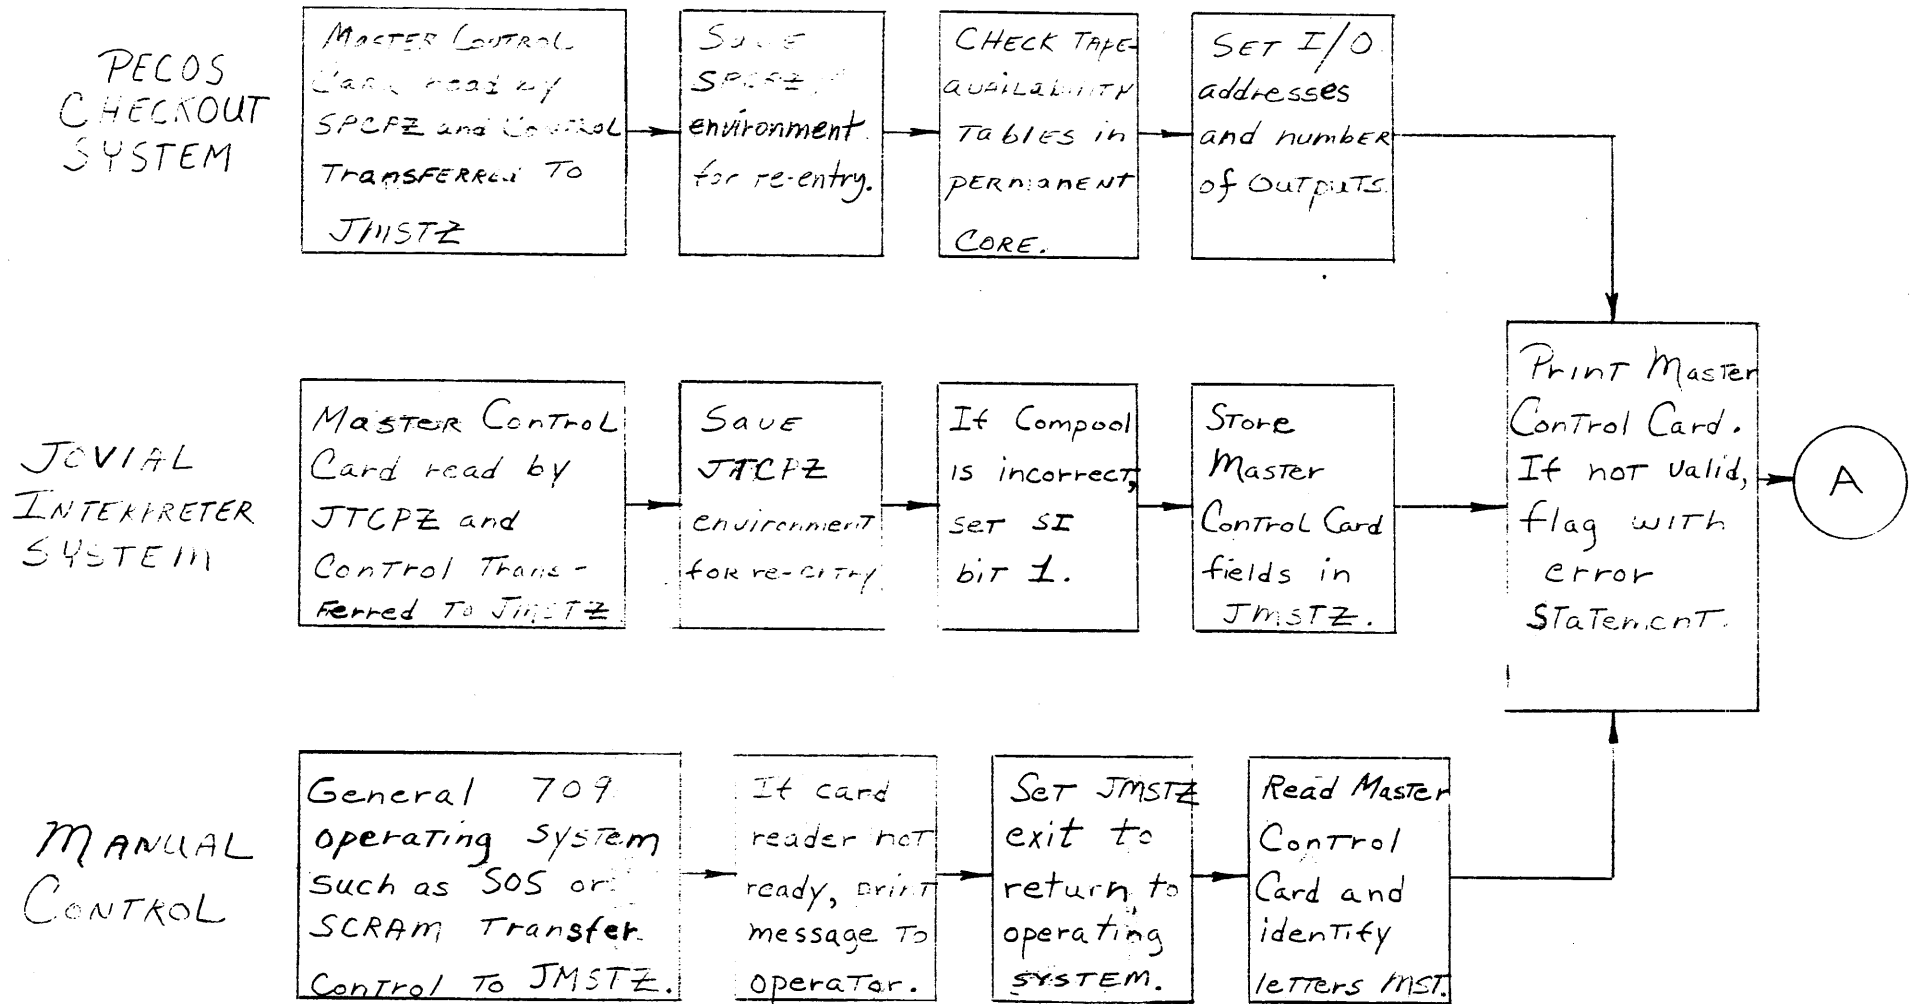 PECOS
CHECKOUT
SYSTEM
MASTER CONTROL
Card read by
SPCPZ and CONTROL
TransFERRED TO
JMSTZ
SAVE
SPCPZ
environment
for re-entry.
CHECK TAPE
AVAILABILITY
TABLES in
PERMANENT
CORE.
SET I/O
addresses
and number
of OUTPUTS.
JOVIAL
INTERPRETER
SYSTEM
MASTER CONTROL
Card read by
JTCPZ and
Control Trans-
Ferred To JMSTZ
SAVE
JTCPZ
environment
for re-entry
If Compool
is incorrect,
set SI
bit 1.
Store
Master
Control Card
fields in
JMSTZ.
Print Master
Control Card.
If not valid,
flag with
error
STATEMENT.
A
MANUAL
CONTROL
General 709
operating system
such as SOS or
SCRAM Transfer
Control To JMSTZ.
If card
reader not
ready, print
message To
operator.
Set JMSTZ
exit to
return to
operating
SYSTEM.
Read Master
Control
Card and
identify
letters MST.